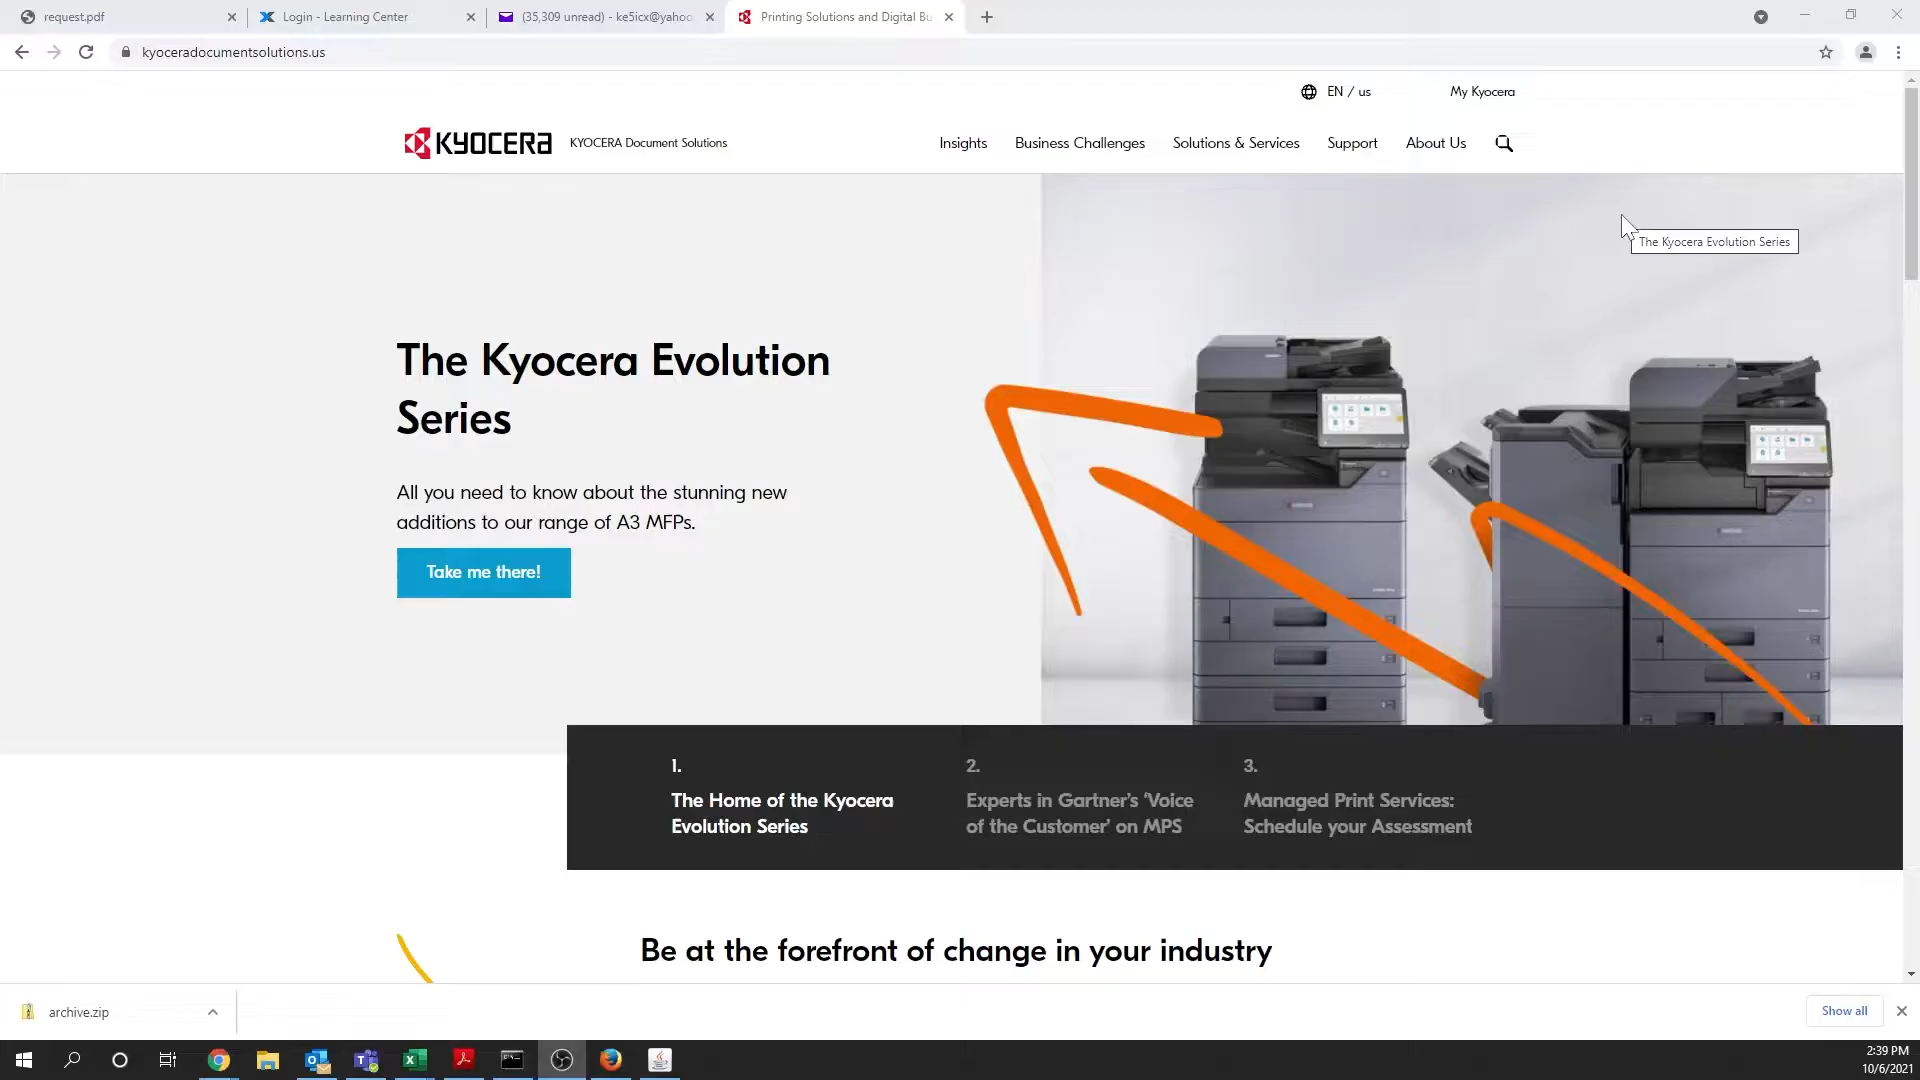 request.pdf
Login - Learning Center
(35,309 unread) - ke5icx@yahoo
Printing Solutions and Digital Bu
kyoceradocumentsolutions.us
EN / us
My Kyocera
KYOCERA
KYOCERA Document Solutions
Insights
Business Challenges
Solutions & Services
Support
About Us
The Kyocera Evolution Series
The Kyocera Evolution
Series
All you need to know about the stunning new
additions to our range of A3 MFPs.
Take me there!
1.
The Home of the Kyocera
Evolution Series
2.
Experts in Gartner's ‘Voice
of the Customer’ on MPS
3.
Managed Print Services:
Schedule your Assessment
Be at the forefront of change in your industry
archive.zip
Show all
2:39 PM
10/6/2021